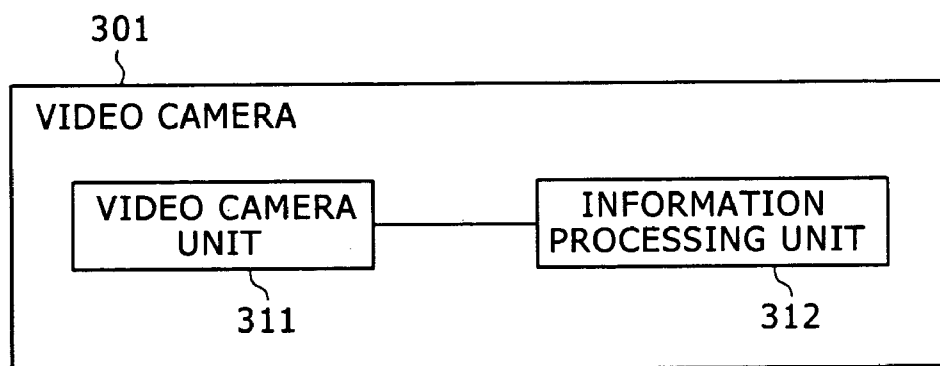 301
VIDEO CAMERA
VIDEO CAMERA
UNIT
INFORMATION
PROCESSING UNIT
311
312